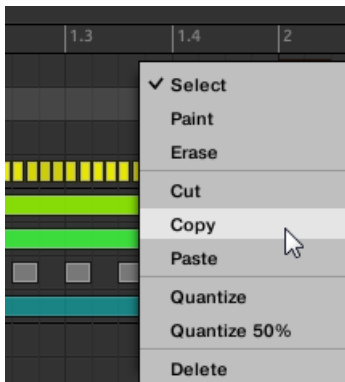 1.3 1.4 2
Select
Paint
Erase
Cut
Copy
Paste
Quantize
Quantize 50%
Delete